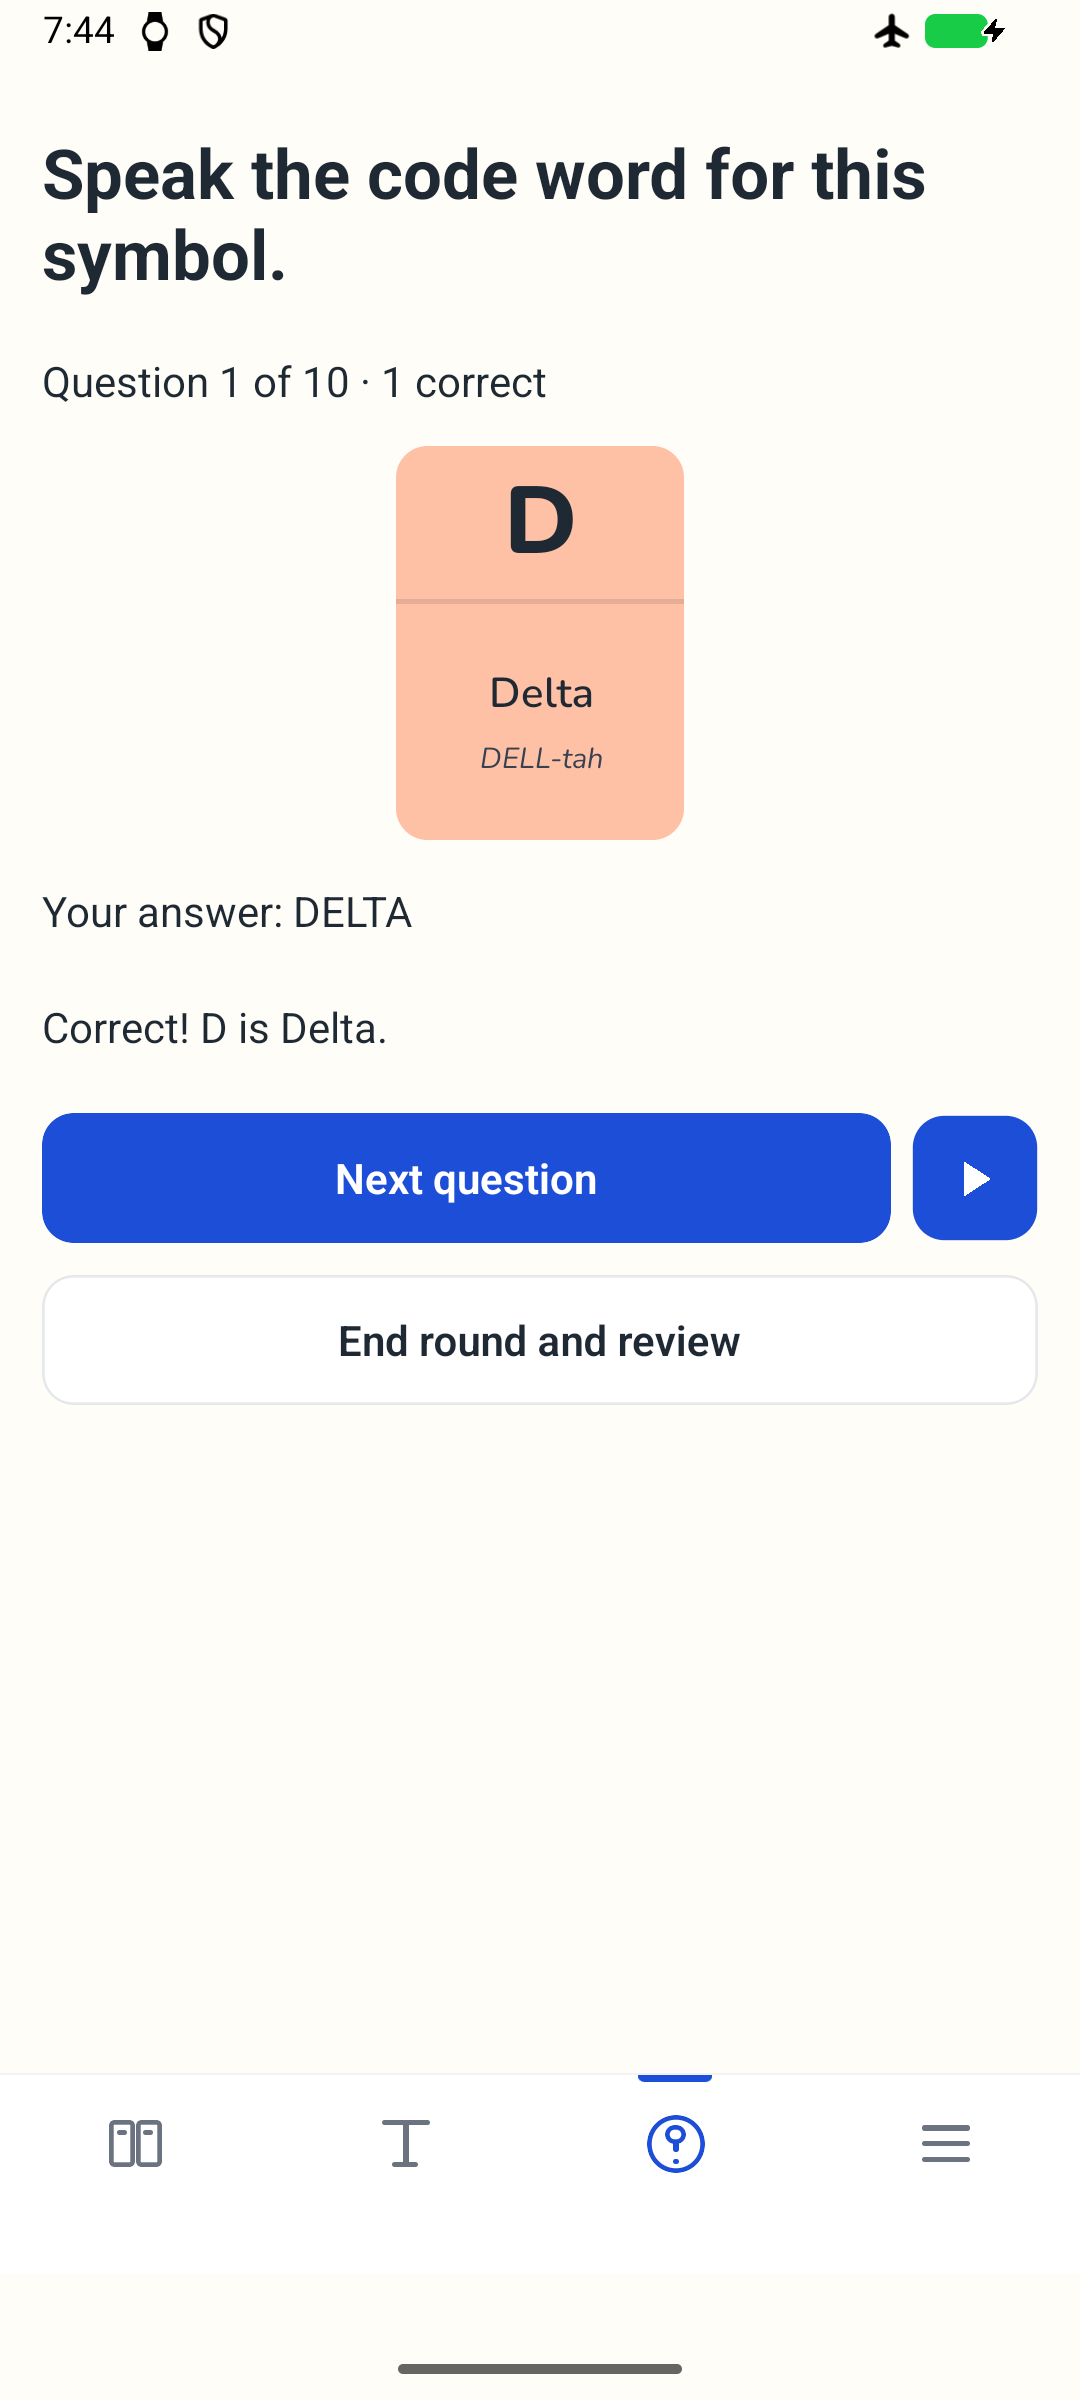 7:44
Speak the code word for this
symbol.
Question 1 of 10 · 1 correct
D
Delta
DELL-tah
Your answer: DELTA
Correct! D is Delta.
Next question
End round and review